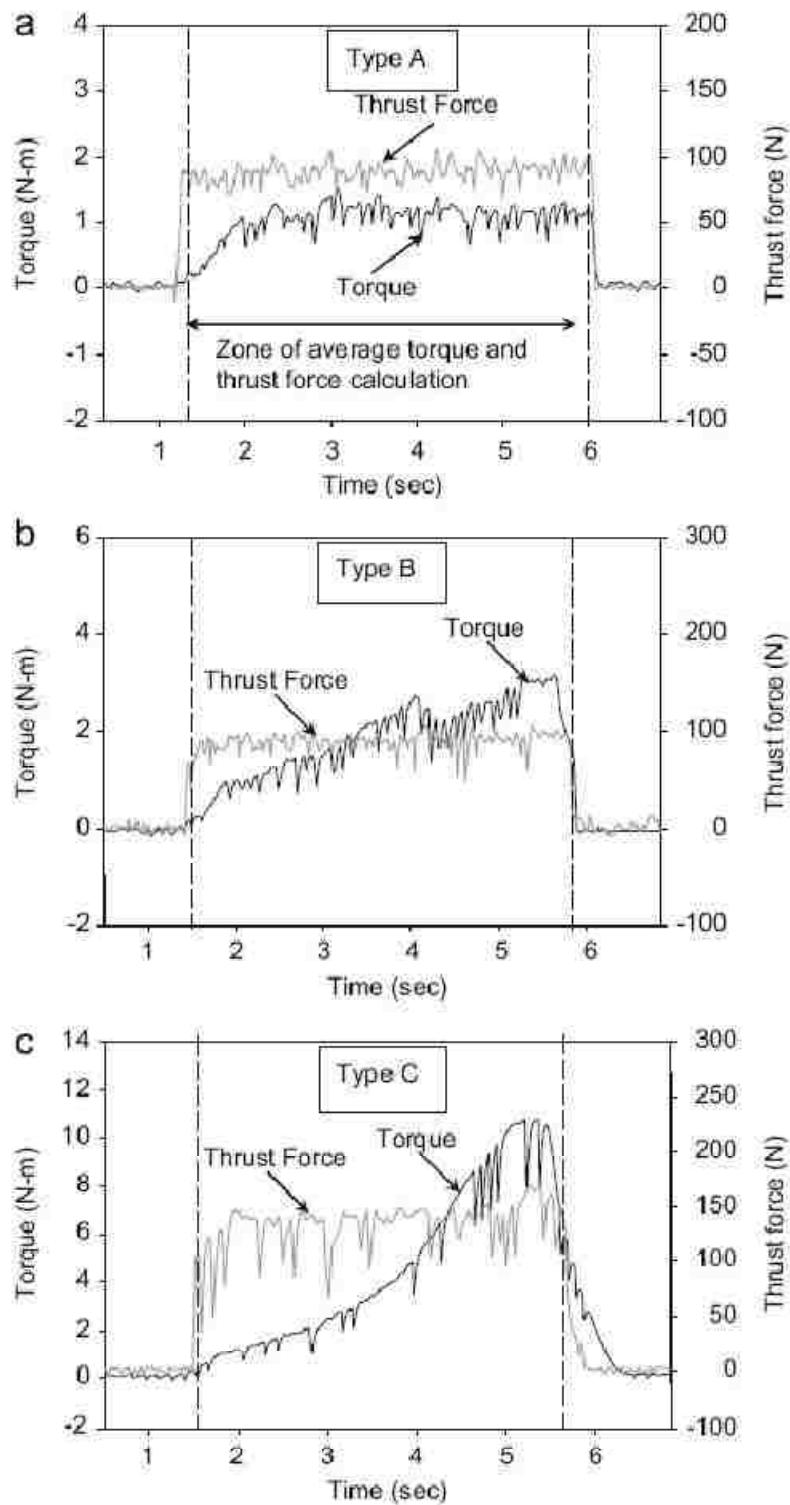 a
4
3
2
1
0
-1
-2
Torque (N-m)
Type A
Thrust Force
Torque
Zone of average torque and
thrust force calculation
200
150
100
50
0
-50
-100
Thrust force (N)
1 2 3 4 5 6
Time (sec)
b
6
4
2
0
-2
Torque (N-m)
Type B
Torque
Thrust Force
300
200
100
0
-100
Thrust force (N)
1 2 3 4 5 6
Time (sec)
c
14
12
10
8
6
4
2
0
-2
Torque (N-m)
Type C
Torque
Thrust Force
300
250
200
150
100
50
0
-100
Thrust force (N)
1 2 3 4 5 6
Time (sec)